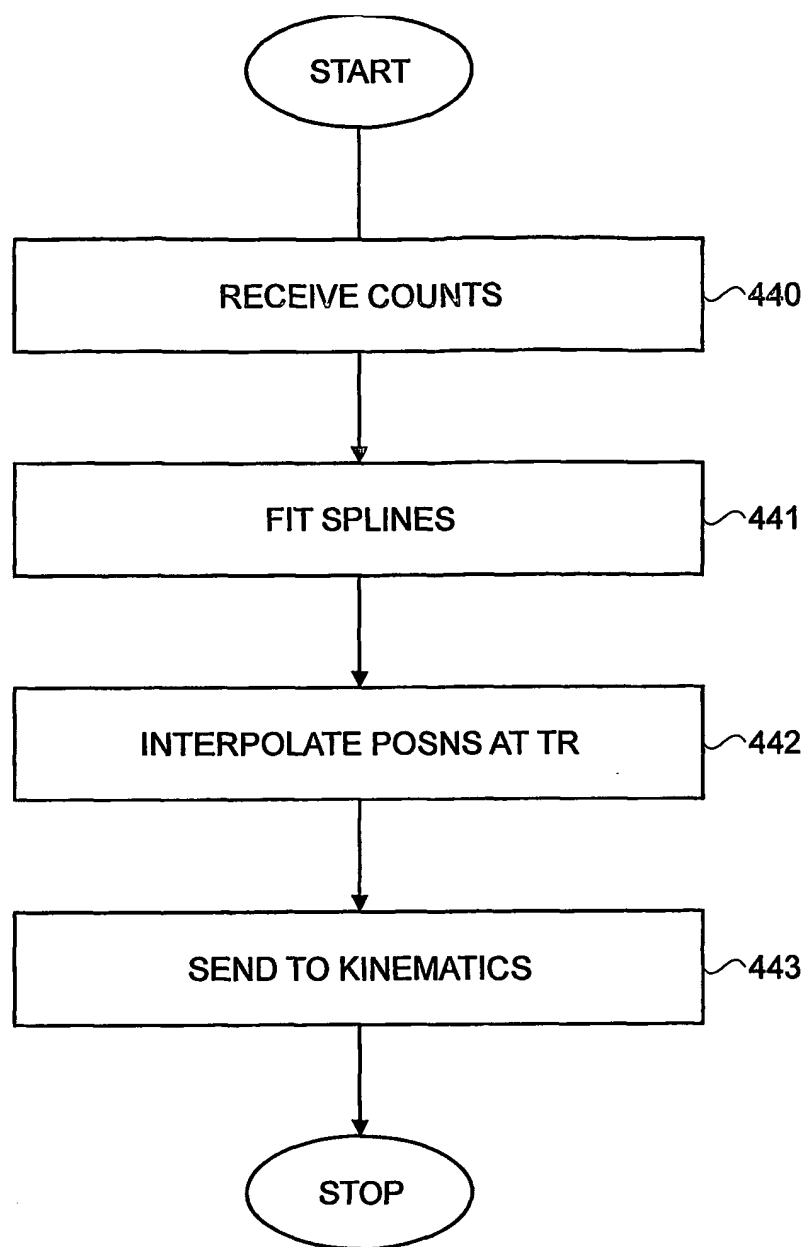 START
RECEIVE COUNTS
440
FIT SPLINES
441
INTERPOLATE POSNS AT TR
442
SEND TO KINEMATICS
443
STOP